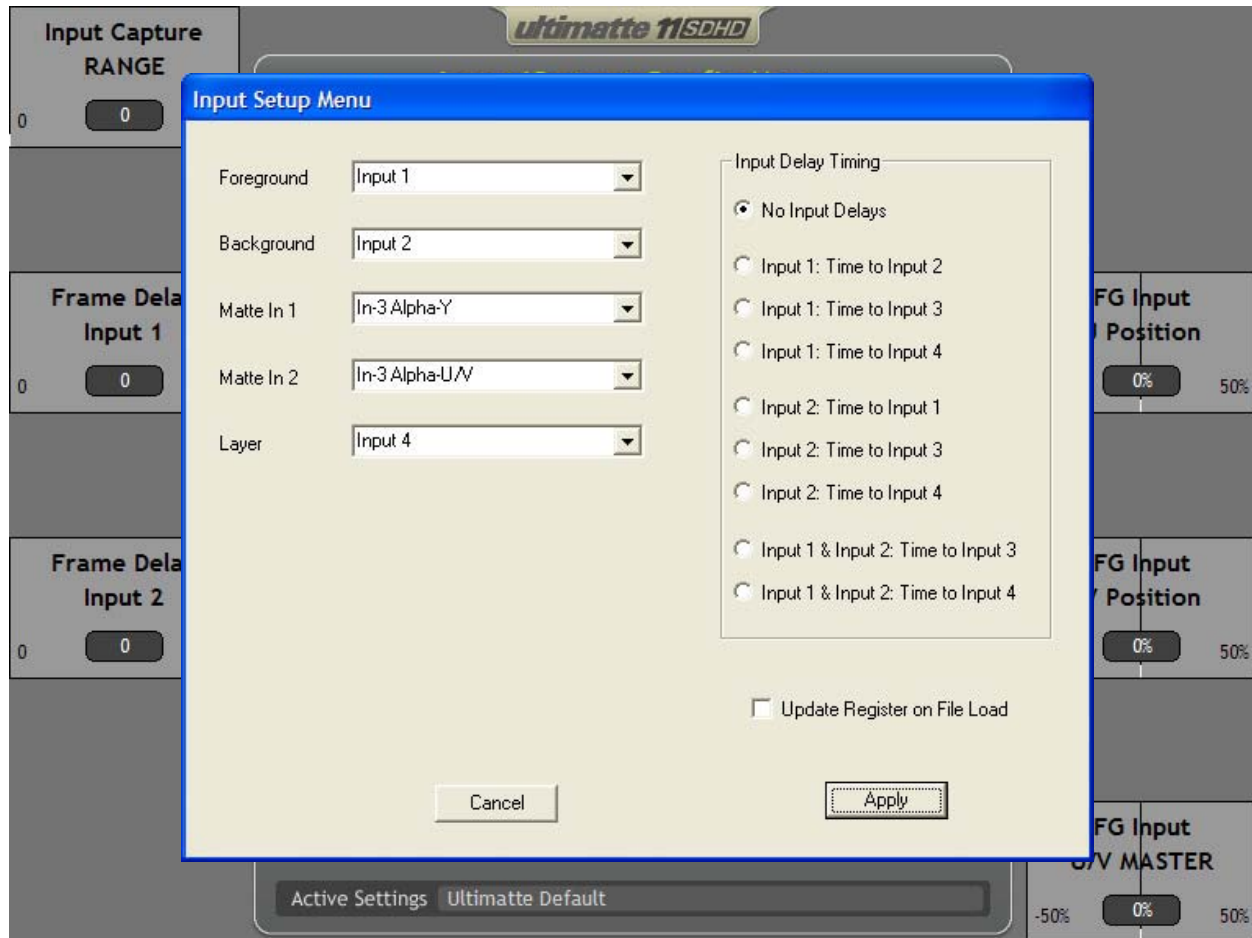 ultimatte 11 SDHD
Input Capture
RANGE
0
0
Input Setup Menu
Foreground
Input 1
Background
Input 2
Matte In 1
In-3 Alpha-Y
Matte In 2
In-3 Alpha-U/V
Layer
Input 4
Input Delay Timing
No Input Delays
Input 1: Time to Input 2
Input 1: Time to Input 3
Input 1: Time to Input 4
Input 2: Time to Input 1
Input 2: Time to Input 3
Input 2: Time to Input 4
Input 1 & Input 2: Time to Input 3
Input 1 & Input 2: Time to Input 4
Update Register on File Load
Cancel
Apply
Frame Dela
Input 1
0
0
Frame Dela
Input 2
0
0
FG Input
Position
0%
50%
FG Input
Position
0%
50%
FG Input
U/V MASTER
-50%
0%
50%
Active Settings Ultimatte Default